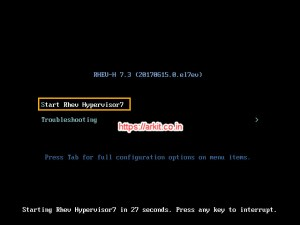 RHEV-H 7.3 (20170615.0.el7ev)
Start Rhev Hypervisor7
Troubleshooting >
https://arkit.co.in
Press Tab for full configuration options on menu items.
Starting Rhev Hypervisor7 in 27 seconds. Press any key to interrupt.